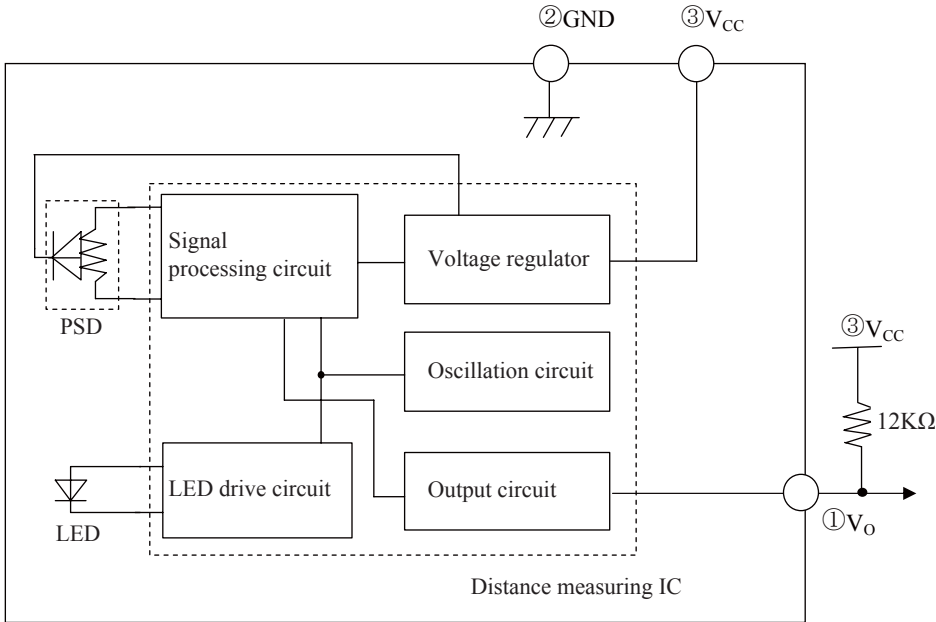 ②GND
③VCC
Signal
processing circuit
Voltage regulator
PSD
③VCC
Oscillation circuit
12KΩ
LED drive circuit
Output circuit
LED
①VO
Distance measuring IC